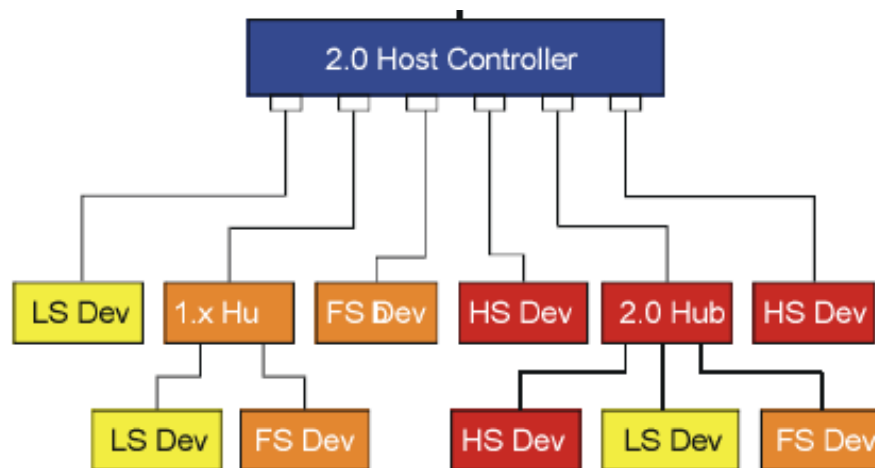 2.0 Host Controller
LS Dev
1.x Hu
FS Dev
b
HS Dev
2.0 Hub
HS Dev
LS Dev
FS Dev
HS Dev
LS Dev
FS Dev